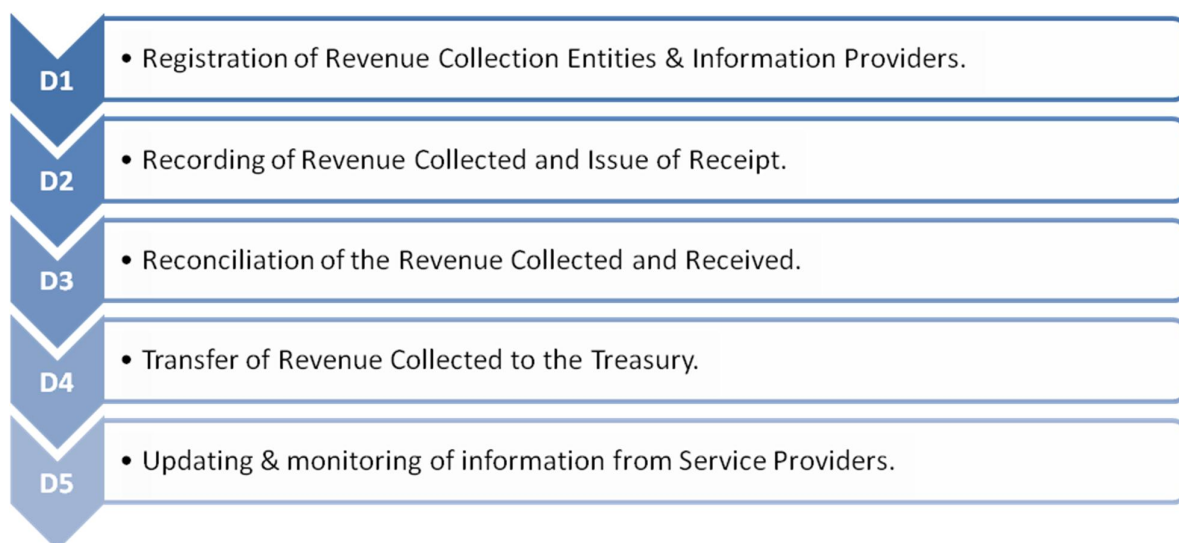 D1
• Registration of Revenue Collection Entities & Information Providers.
D2
• Recording of Revenue Collected and Issue of Receipt.
D3
• Reconciliation of the Revenue Collected and Received.
D4
• Transfer of Revenue Collected to the Treasury.
D5
• Updating & monitoring of information from Service Providers.